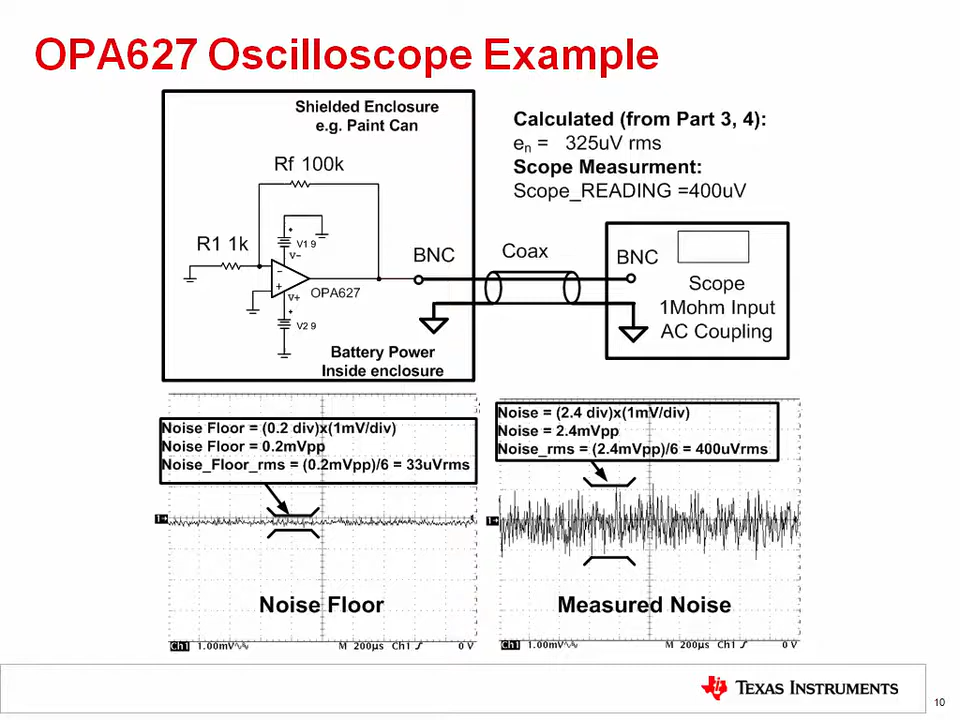 OPA627 Oscilloscope Example
Shielded Enclosure
e.g. Paint Can
Calculated (from Part 3, 4):
en = 325uV rms
Scope Measurment:
Scope_READING =400uV
Rf 100k
R1 1k
V1 9
V−
−
+
V+
OPA627
V2 9
BNC
Coax
BNC
Scope
1Mohm Input
AC Coupling
Battery Power
Inside enclosure
Noise Floor = (0.2 div)x(1mV/div)
Noise Floor = 0.2mVpp
Noise_Floor_rms = (0.2mVpp)/6 = 33uVrms
Noise = (2.4 div)x(1mV/div)
Noise = 2.4mVpp
Noise_rms = (2.4mVpp)/6 = 400uVrms
Noise Floor
Measured Noise
Ch1 1.00mV M 200µs Ch1 0 V
Ch1 1.00mV M 200µs Ch1 0 V
TEXAS INSTRUMENTS
10